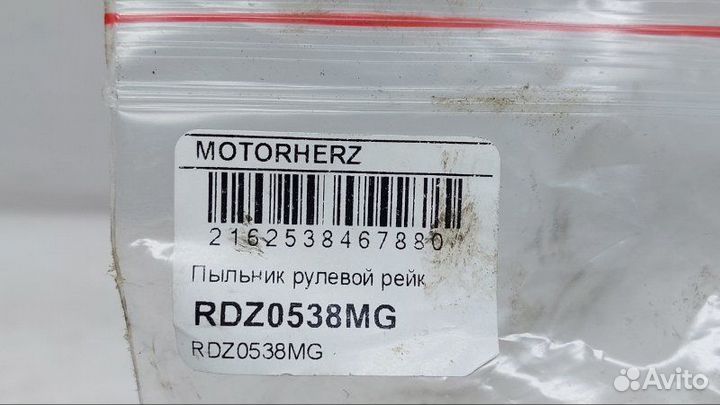 MOTORHERZ
2162538467880
Пыльник рулевой рейк
RDZ0538MG
RDZ0538MG
Avito